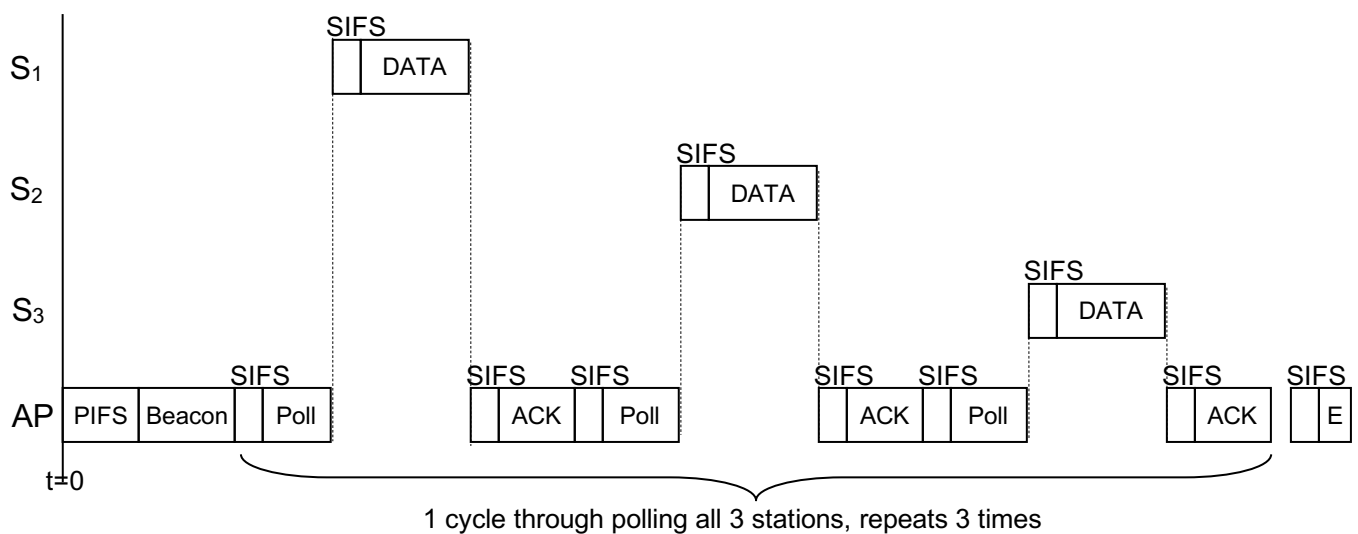 SIFS
S₁ DATA
SIFS
S₂ DATA
SIFS
S₃ DATA
SIFS SIFS SIFS SIFS SIFS SIFS SIFS
AP PIFS Beacon Poll ACK Poll ACK Poll ACK E
t=0
1 cycle through polling all 3 stations, repeats 3 times